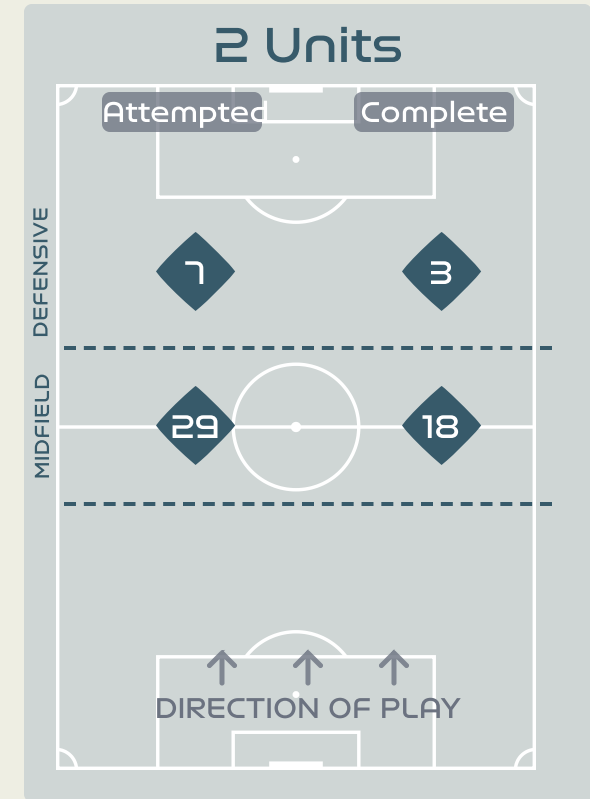 2 Units
Attempted Complete
DEFENSIVE
7 3
MIDFIELD
29 18
DIRECTION OF PLAY